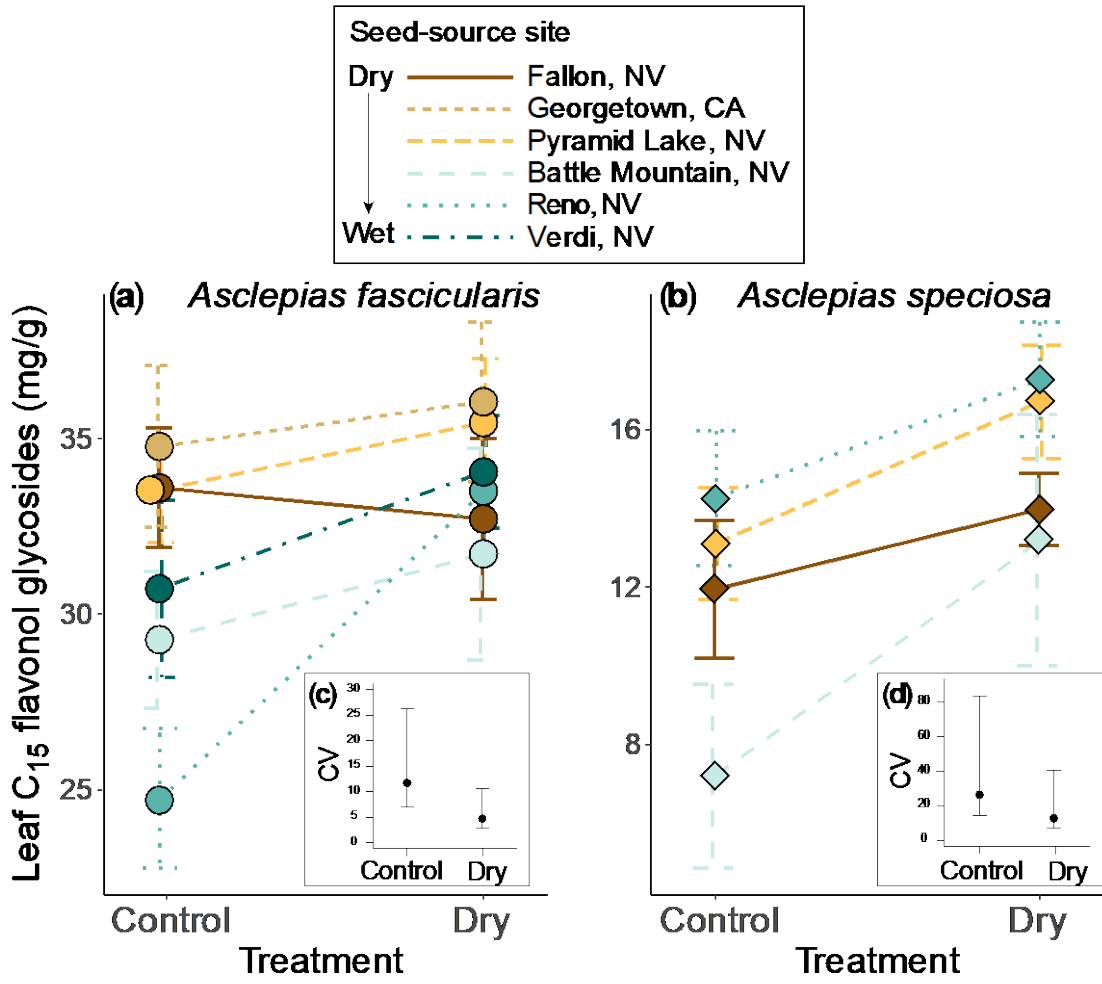 Seed-source site
Dry
Fallon, NV
Georgetown, CA
Pyramid Lake, NV
Battle Mountain, NV
Reno, NV
Wet
Verdi, NV
(a) Asclepias fascicularis
(b) Asclepias speciosa
Leaf C15 flavonol glycosides (mg/g)
35
30
25
16
12
8
(c)
30
25
20
15
10
5
0
CV
Control Dry
(d)
80
60
40
20
0
CV
Control Dry
Control Dry
Treatment
Control Dry
Treatment